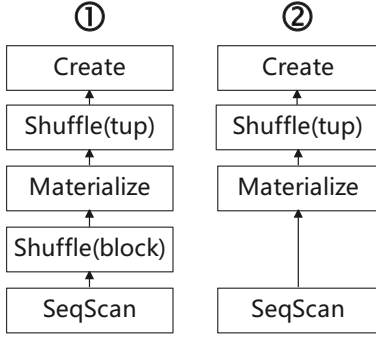 ① ②
Create Create
Shuffle(tup) Shuffle(tup)
Materialize Materialize
Shuffle(block)
SeqScan SeqScan